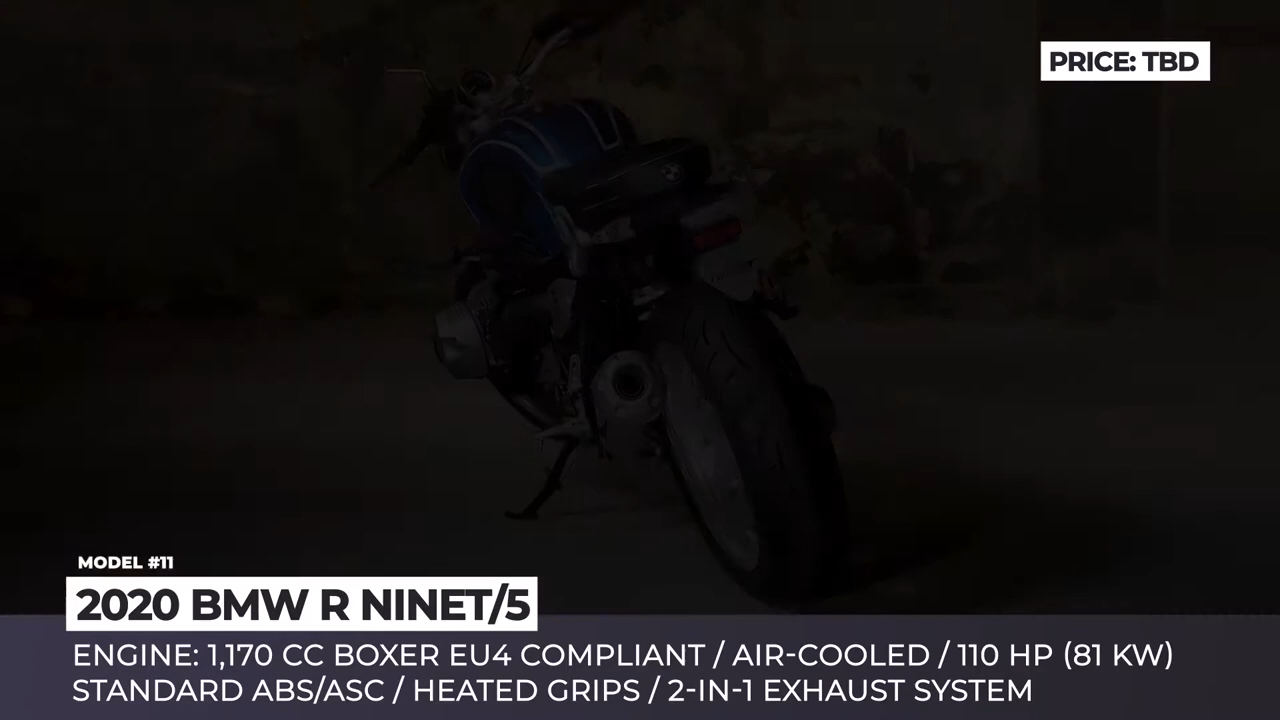 PRICE: TBD
MODEL #11
2020 BMW R NINET/5
ENGINE: 1,170 CC BOXER EU4 COMPLIANT / AIR-COOLED / 110 HP (81 KW)
STANDARD ABS/ASC / HEATED GRIPS / 2-IN-1 EXHAUST SYSTEM